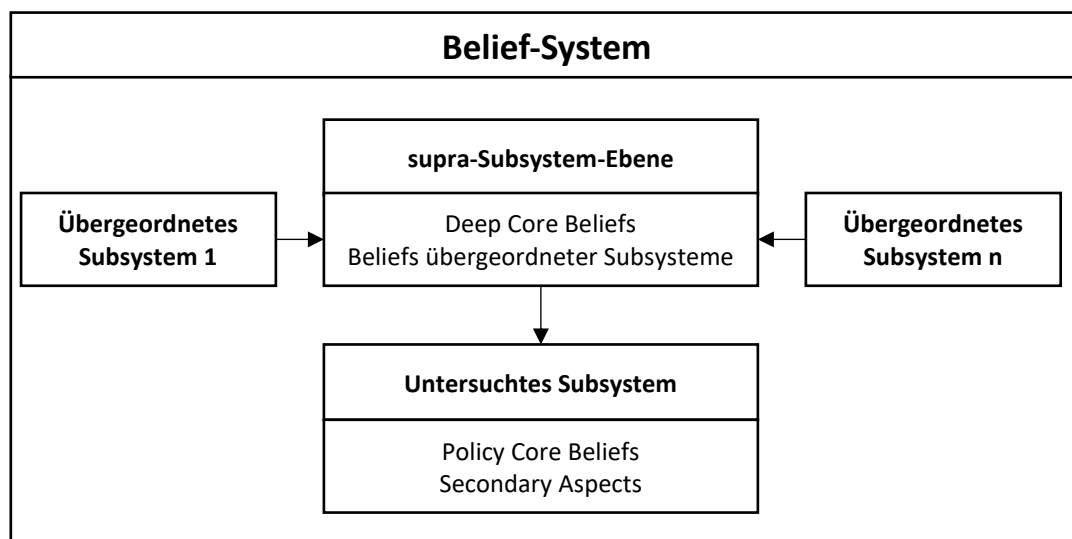 Belief-System
supra-Subsystem-Ebene
Deep Core Beliefs
Beliefs übergeordneter Subsysteme
Übergeordnetes
Subsystem 1
Übergeordnetes
Subsystem n
Untersuchtes Subsystem
Policy Core Beliefs
Secondary Aspects